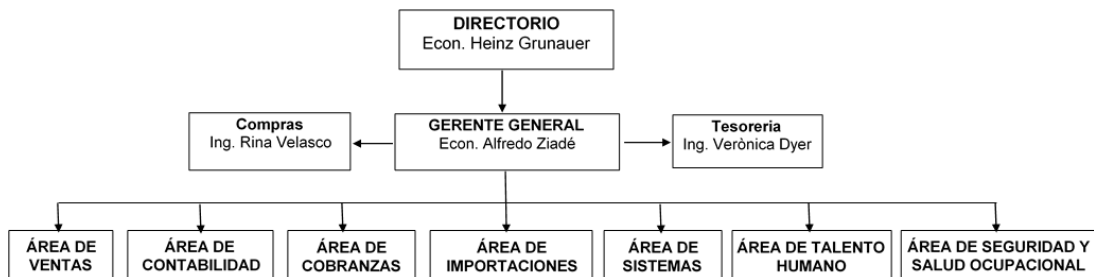 DIRECTORIO
Econ. Heinz Grunauer
Compras
Ing. Rina Velasco
GERENTE GENERAL
Econ. Alfredo Ziadé
Tesoreria
Ing. Verònica Dyer
ÁREA DE
VENTAS
ÁREA DE
CONTABILIDAD
ÁREA DE
COBRANZAS
ÁREA DE
IMPORTACIONES
ÁREA DE
SISTEMAS
ÁREA DE TALENTO
HUMANO
ÁREA DE SEGURIDAD Y
SALUD OCUPACIONAL